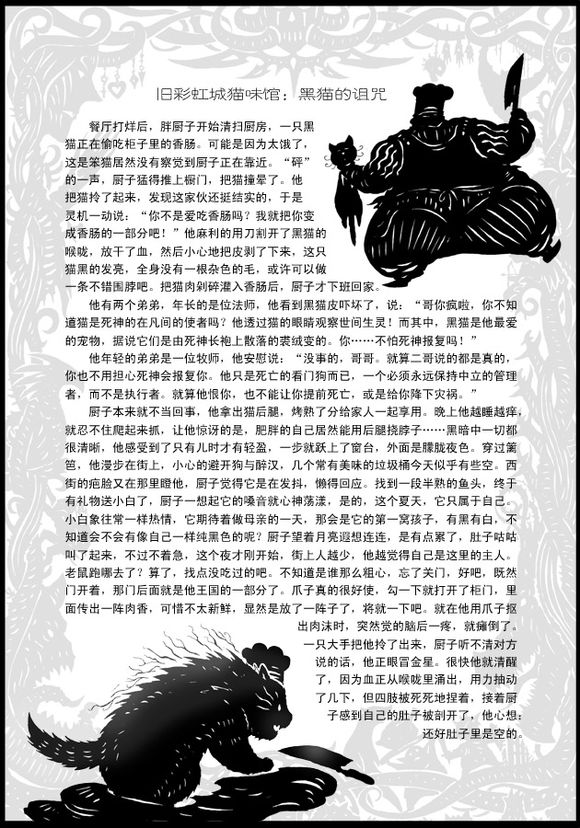 旧彩虹城猫味馆：黑猫的诅咒
餐厅打烊后，胖厨子开始清扫厨房，一只黑
猫正在偷吃柜子里的香肠。可能是因为太饿了，
这是笨猫居然没有察觉到厨子正在靠近。“砰”
的一声，厨子猛得推上橱门，把猫撞晕了。他
把猫拎了起来，发现这家伙还挺结实的，于是
灵机一动说：“你不是爱吃香肠吗？我就把你变
成香肠的一部分吧！”他麻利的用刀割开了黑猫的
喉咙，放干了血，然后小心地把皮剥了下来，这只
猫黑的发亮，全身没有一根杂色的毛，或许可以做
一条不错围脖吧。把猫肉剁碎灌入香肠后，厨子才下班回家。
他有两个弟弟，年长的是位法师，他看到黑猫皮吓坏了，说：“哥你疯啦，你不知
道猫是死神的在凡间的使者吗？他透过猫的眼睛观察世间生灵！而其中，黑猫是他最爱
的宠物，据说它们是由死神长袍上散落的裘绒变的。你……不怕死神报复吗！”
他年轻的弟弟是一位牧师，他安慰说：“没事的，哥哥。就算二哥说的都是真的，
你也不用担心死神会报复你。他只是死亡的看门狗而已，一个必须永远保持中立的管理
者，而不是执行者。就算他恨你，也不能让你提前死亡，或是给你降下灾祸。”
厨子本来就不当回事，他拿出猫后腿，烤熟了分给家人一起享用。晚上他越睡越痒，
就忍不住爬起来抓，让他惊讶的是，肥胖的自己居然能用后腿挠脖子……黑暗中一切都
很清晰，他感受到了只有儿时才有轻盈，一步就跃上了窗台，外面是朦胧夜色。穿过篱
笆，他漫步在街上，小心的避开狗与醉汉，几个常有美味的垃圾桶今天似乎有些空。西
街的疤脸又在那里瞪他，厨子觉得它是在发抖，懒得回应。找到一段半熟的鱼头，终于
有礼物送小白了，厨子一想起它的嗓音就心神荡漾，是的，这个夏天，它只属于自己。
小白象往常一样热情，它期待着做母亲的一天，那会是它的第一窝孩子，有黑有白，不
知道会不会有像自己一样纯黑色的呢？厨子望着月亮遐想连连，是有点累了，肚子咕咕
叫了起来，不过不着急，这个夜才刚开始，街上人越少，他越觉得自己是这里的主人。
老鼠跑哪去了？算了，找点没吃过的吧。不知道是谁那么粗心，忘了关门，好吧，既然
门开着，那门后面就是他王国的一部分了。爪子真的很好使，勾一下就打开了柜门，里
面传出一阵肉香，可惜不太新鲜，显然是放了一阵子了，将就一下吧。就在他用爪子抠
出肉沫时，突然觉的脑后一疼，就瘫倒了。
一只大手把他拎了出来，厨子听不清对方
说的话，他正眼冒金星。很快他就清醒
了，因为血正从喉咙里涌出，用力抽动
了几下，但四肢被死死地捏着，接着厨
子感到自己的肚子被剖开了，他心想：
还好肚子里是空的。